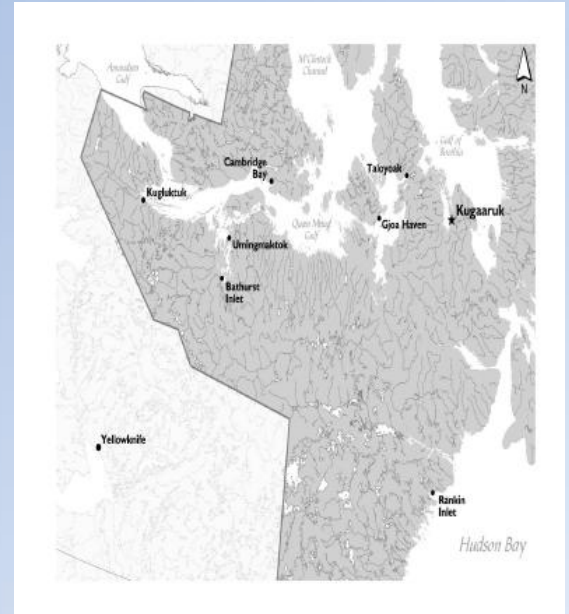 Amundsen
Gulf
M'Clintock
Channel
N
Gulf of
Boothia
Cambridge
Bay
Taloyoak
Kugluktuk
Kugaaruk
Gjoa Haven
Queen Maud
Gulf
Umingmaktok
Bathurst
Inlet
Yellowknife
Rankin
Inlet
Hudson Bay